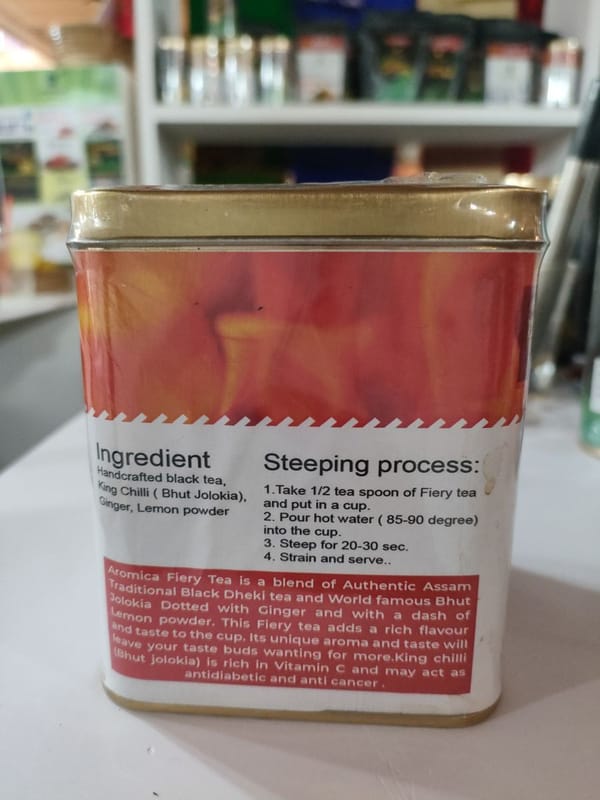 Ingredient
Handcrafted black tea,
King Chilli ( Bhut Jolokia),
Ginger, Lemon powder
Steeping process:
1.Take 1/2 tea spoon of Fiery tea
and put in a cup.
2. Pour hot water ( 85-90 degree)
into the cup.
3. Steep for 20-30 sec.
4. Strain and serve..
Aromica Fiery Tea is a blend of Authentic Assam
Traditional Black Dheki tea and World famous Bhut
Jolokia Dotted with Ginger and with a dash of
Lemon powder. This Fiery tea adds a rich flavour
and taste to the cup. Its unique aroma and taste will
leave your taste buds wanting for more.King chilli
(Bhut jolokia) is rich in Vitamin C and may act as
antidiabetic and anti cancer .